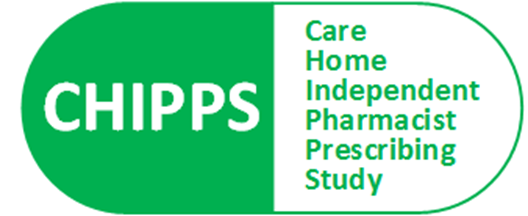 CHIPPS
Care
Home
Independent
Pharmacist
Prescribing
Study